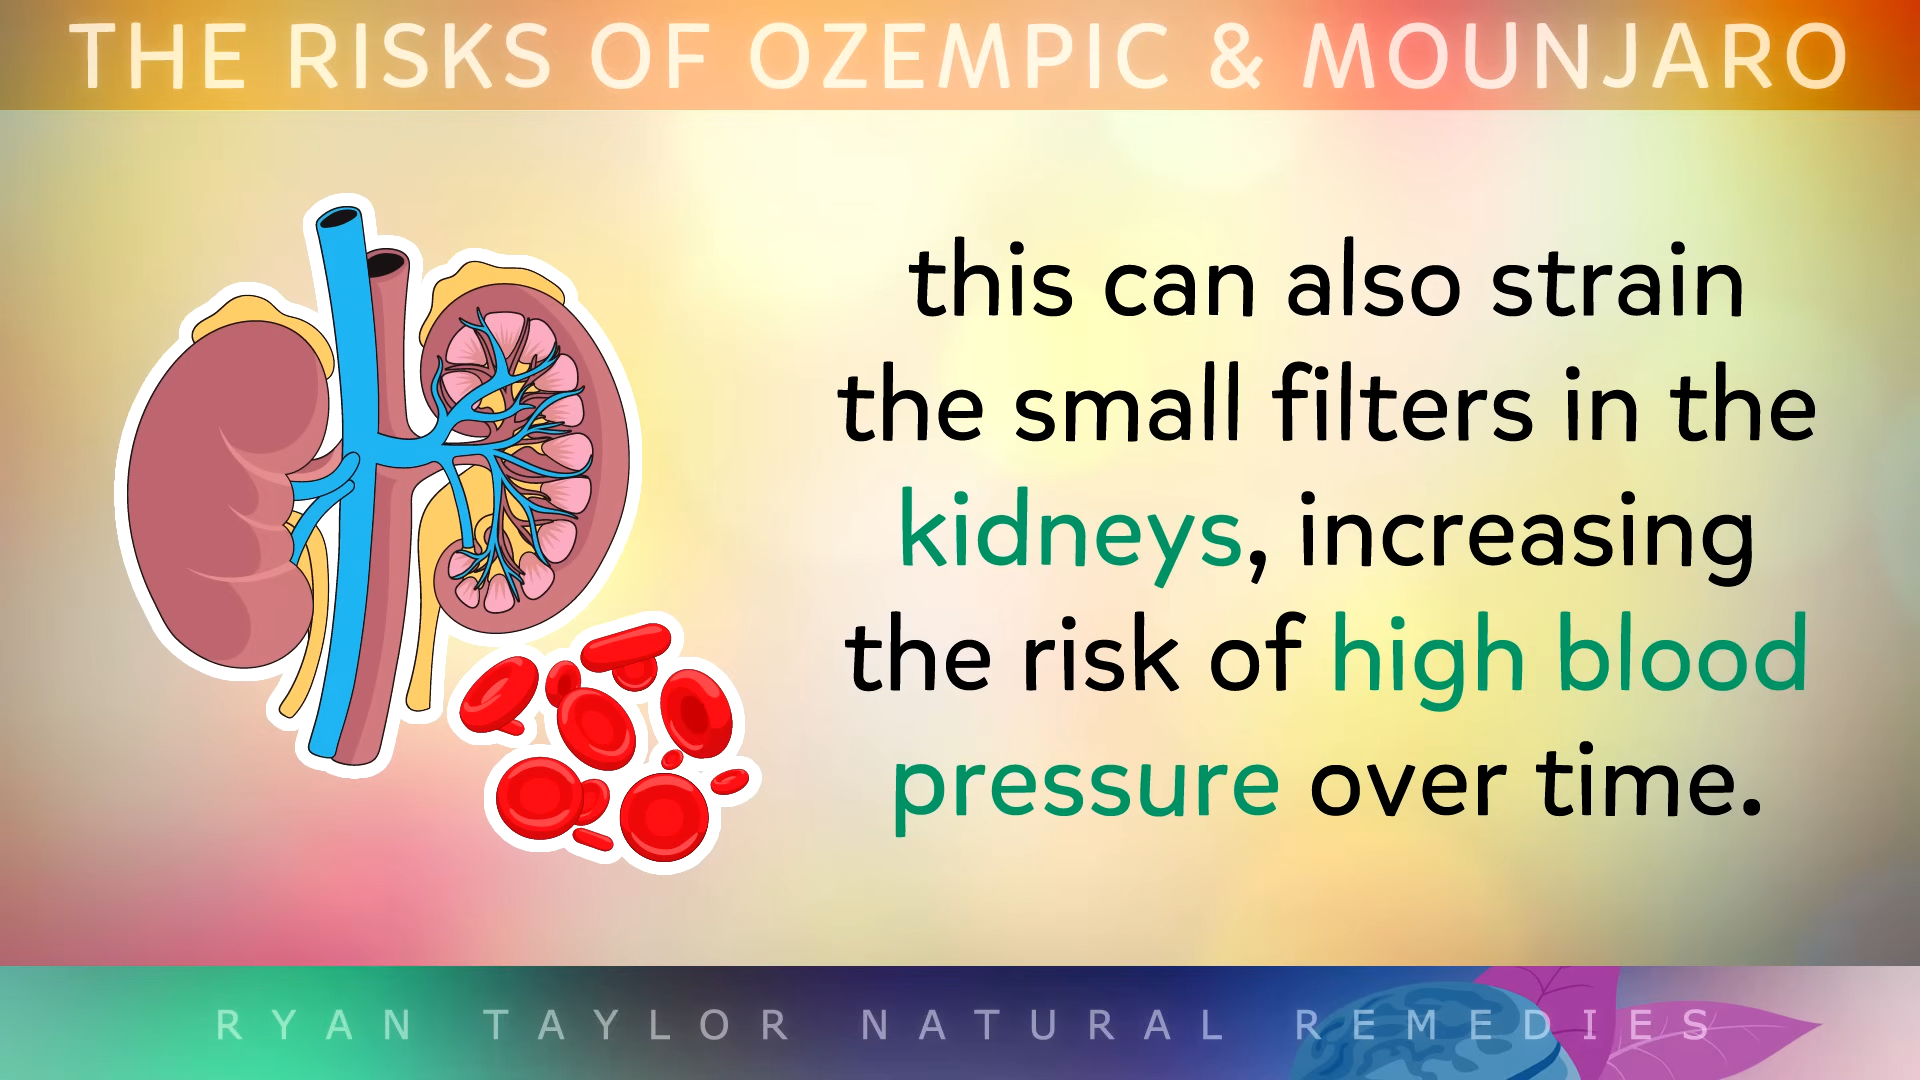 THE RISKS OF OZEMPIC & MOUNJARO
this can also strain
the small filters in the
kidneys, increasing
the risk of high blood
pressure over time.
RYAN TAYLOR NATURAL REMEDIES